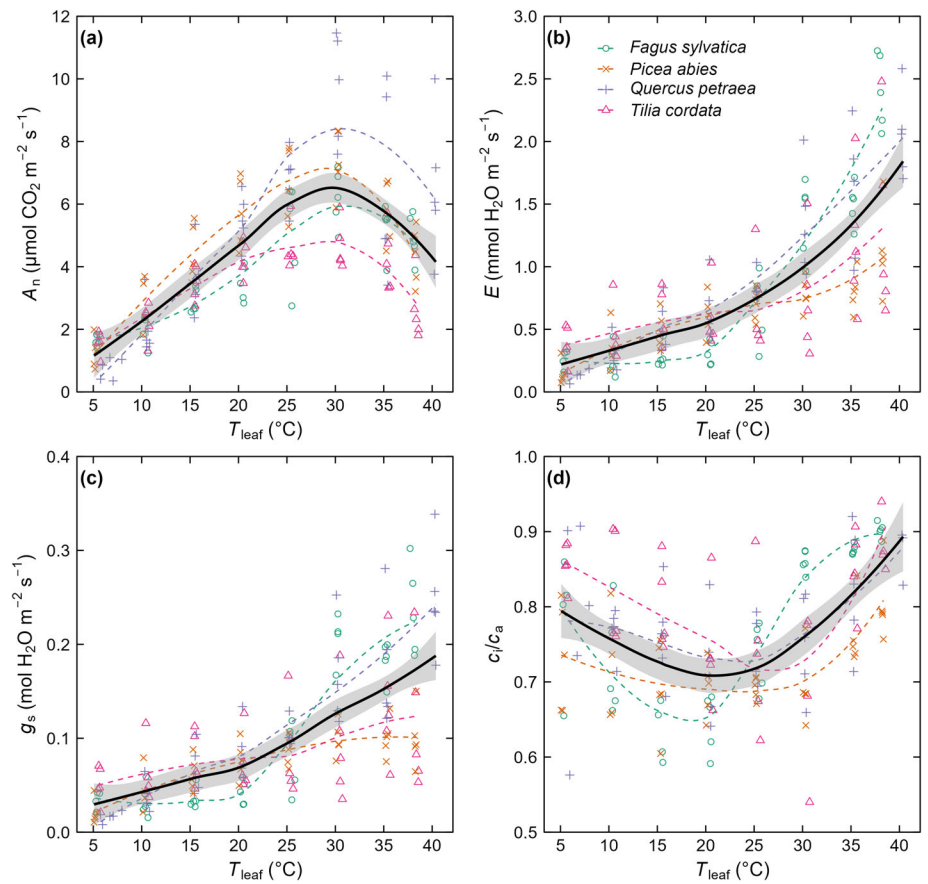 (a)
12
10
8
6
4
2
0
Aₙ (µmol CO₂ m⁻² s⁻¹)
5 10 15 20 25 30 35 40
T_leaf (°C)
(b)
Fagus sylvatica
Picea abies
Quercus petraea
Tilia cordata
3.0
2.5
2.0
1.5
1.0
0.5
0.0
E (mmol H₂O m⁻² s⁻¹)
5 10 15 20 25 30 35 40
T_leaf (°C)
(c)
0.4
0.3
0.2
0.1
0.0
gₛ (mol H₂O m⁻² s⁻¹)
5 10 15 20 25 30 35 40
T_leaf (°C)
(d)
1.0
0.9
0.8
0.7
0.6
0.5
cᵢ/cₐ
5 10 15 20 25 30 35 40
T_leaf (°C)